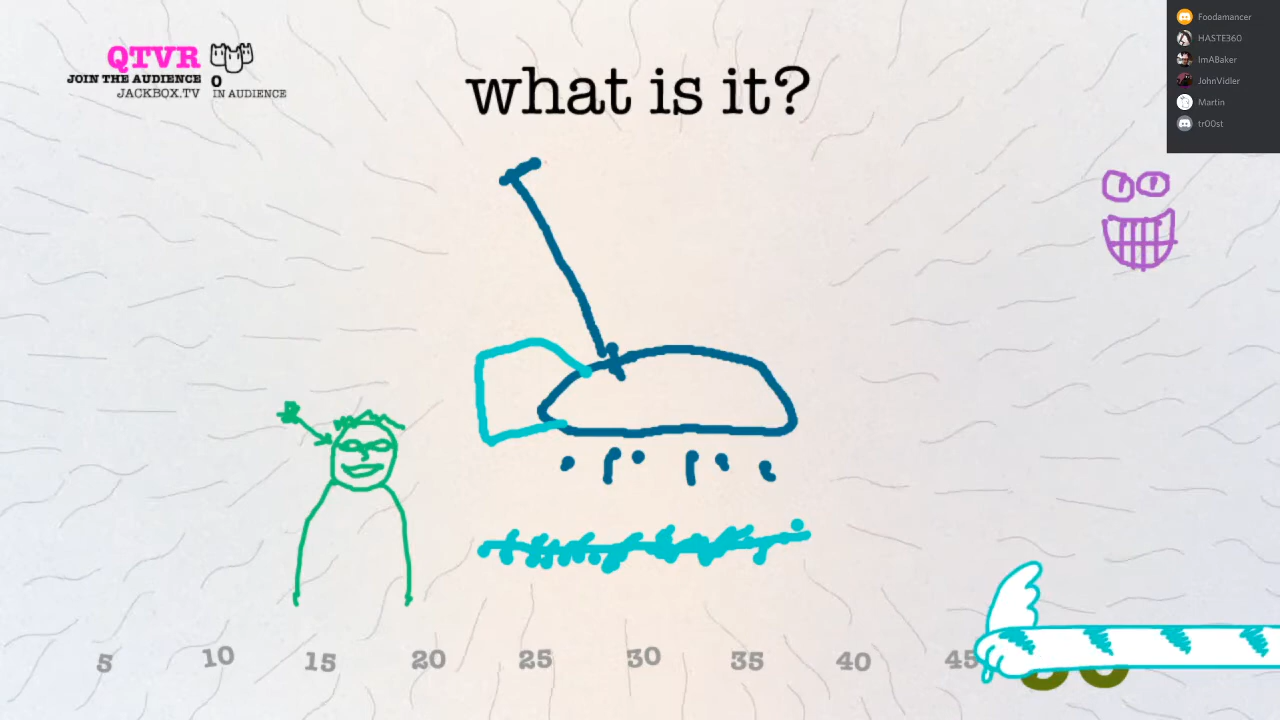 QTVR
JOIN THE AUDIENCE
JACKBOX.TV
0
IN AUDIENCE
what is it?
Foodamancer
HASTE360
ImABaker
JohnVidler
Martin
tr00st
5 10 15 20 25 30 35 40 45